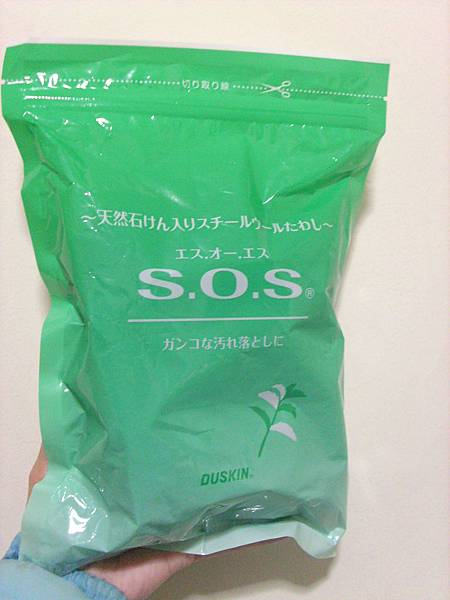 切り取り線
～天然石けん入りスチールウールたわし～
エス.オー.エス
S.O.S®
ガンコな汚れ落としに
DUSKIN®